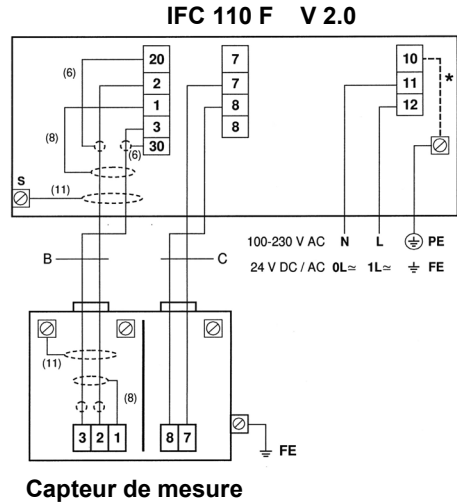 IFC 110 F V 2.0
20 7 10
(6)
2 7 11 *
1 8 12
(8)
3 8
30
(6)
S
(11)
100-230 V AC N L PE
B C
24 V DC / AC 0L≃ 1L≃ FE
(11)
(8)
3 2 1 8 7
FE
Capteur de mesure